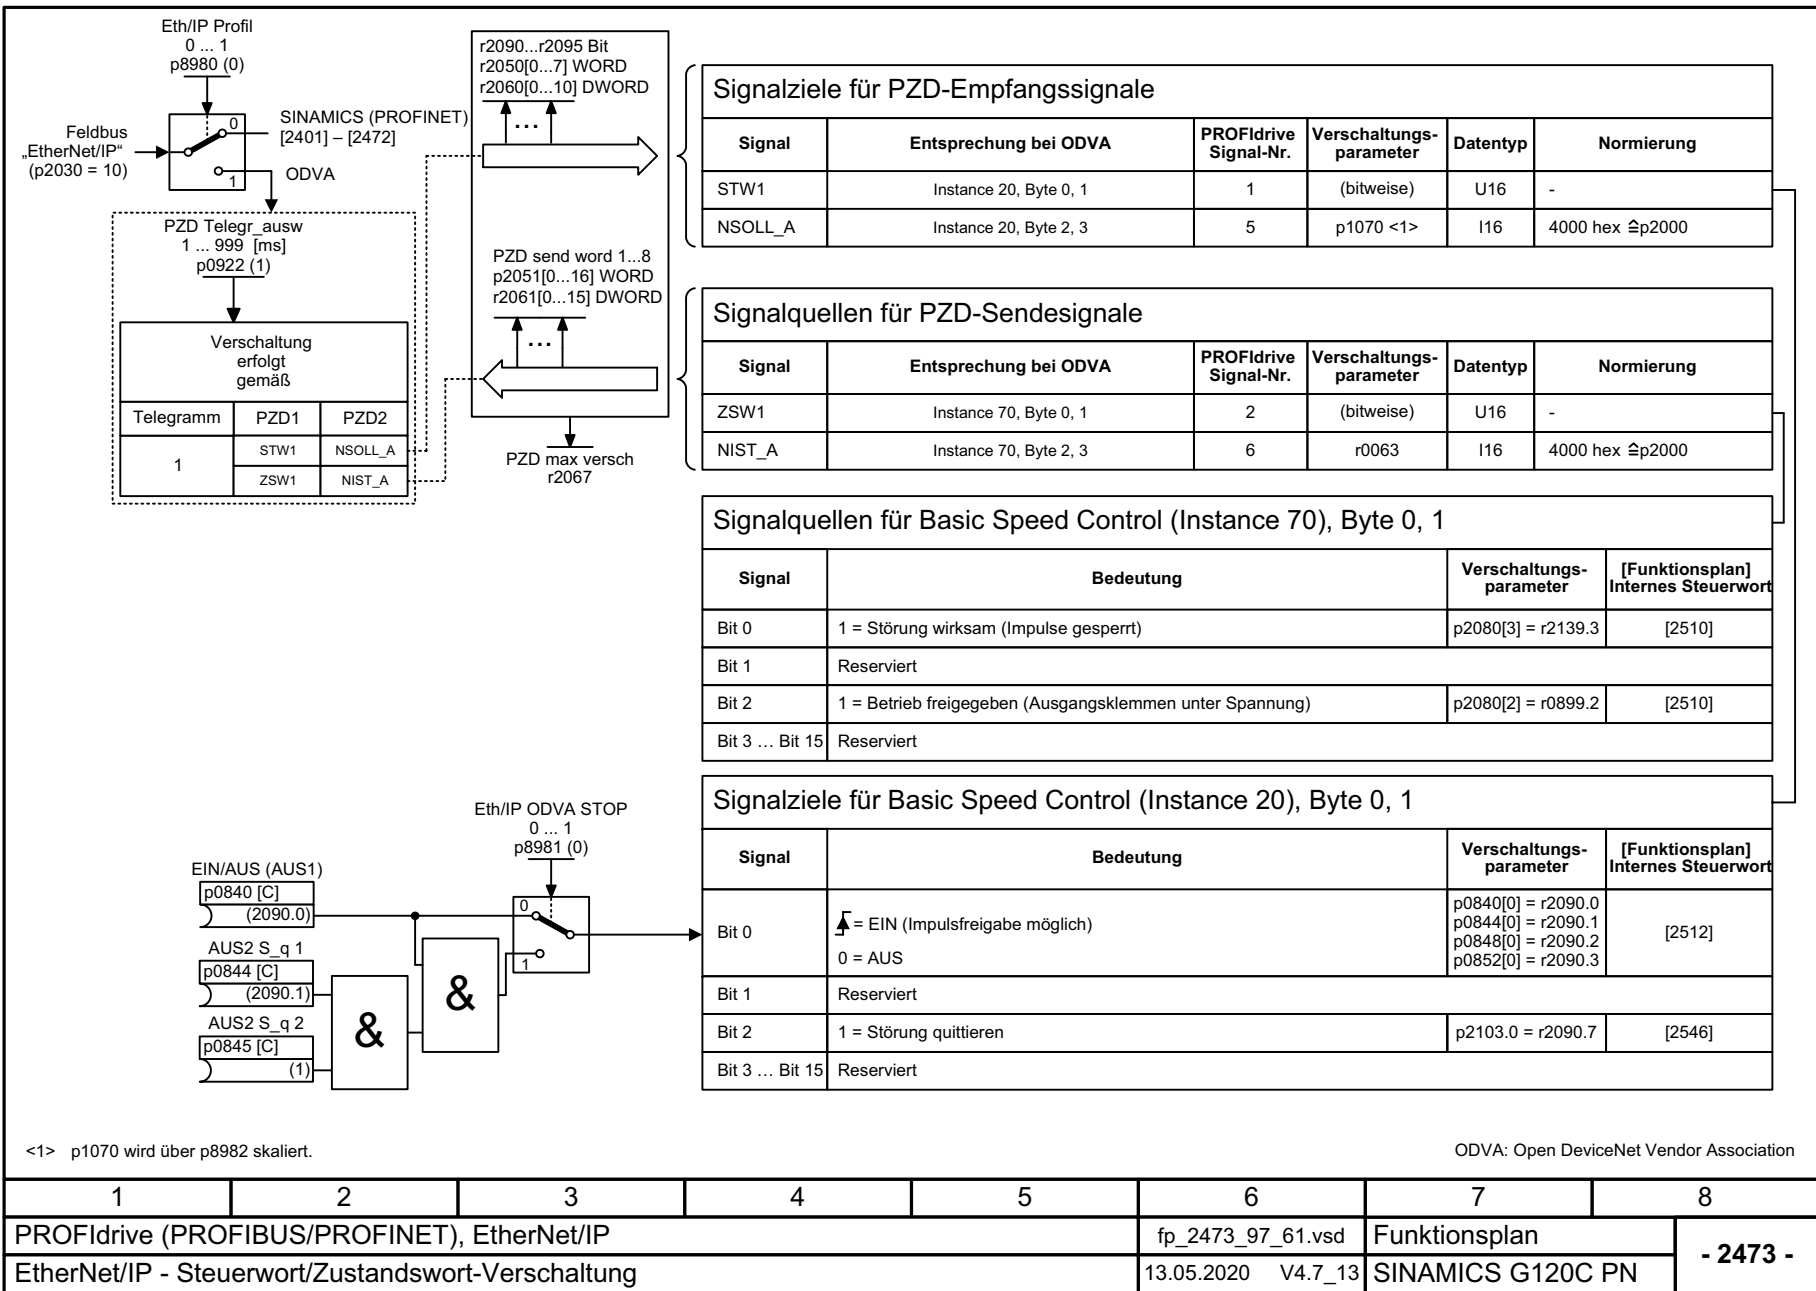 Eth/IP Profil
0 ... 1
p8980 (0)
Feldbus
„EtherNet/IP“
(p2030 = 10)
0
1
SINAMICS (PROFINET)
[2401] – [2472]
ODVA
PZD Telegr_ausw
1 ... 999 [ms]
p0922 (1)
Verschaltung
erfolgt
gemäß
Telegramm PZD1 PZD2
1 STW1 NSOLL_A
ZSW1 NIST_A
r2090...r2095 Bit
r2050[0...7] WORD
r2060[0...10] DWORD
...
PZD send word 1...8
p2051[0...16] WORD
r2061[0...15] DWORD
...
PZD max versch
r2067
Signalziele für PZD-Empfangssignale
Signal Entsprechung bei ODVA PROFIdrive Signal-Nr. Verschaltungs-parameter Datentyp Normierung
STW1 Instance 20, Byte 0, 1 1 (bitweise) U16 -
NSOLL_A Instance 20, Byte 2, 3 5 p1070 <1> I16 4000 hex ≙p2000
Signalquellen für PZD-Sendesignale
Signal Entsprechung bei ODVA PROFIdrive Signal-Nr. Verschaltungs-parameter Datentyp Normierung
ZSW1 Instance 70, Byte 0, 1 2 (bitweise) U16 -
NIST_A Instance 70, Byte 2, 3 6 r0063 I16 4000 hex ≙p2000
Signalquellen für Basic Speed Control (Instance 70), Byte 0, 1
Signal Bedeutung Verschaltungs-parameter [Funktionsplan] Internes Steuerwort
Bit 0 1 = Störung wirksam (Impulse gesperrt) p2080[3] = r2139.3 [2510]
Bit 1 Reserviert
Bit 2 1 = Betrieb freigegeben (Ausgangsklemmen unter Spannung) p2080[2] = r0899.2 [2510]
Bit 3 … Bit 15 Reserviert
Eth/IP ODVA STOP
0 ... 1
p8981 (0)
EIN/AUS (AUS1)
p0840 [C]
(2090.0)
AUS2 S_q 1
p0844 [C]
(2090.1)
AUS2 S_q 2
p0845 [C]
(1)
&
&
0
1
Signalziele für Basic Speed Control (Instance 20), Byte 0, 1
Signal Bedeutung Verschaltungs-parameter [Funktionsplan] Internes Steuerwort
Bit 0 = EIN (Impulsfreigabe möglich)
0 = AUS
p0840[0] = r2090.0
p0844[0] = r2090.1
p0848[0] = r2090.2
p0852[0] = r2090.3
[2512]
Bit 1 Reserviert
Bit 2 1 = Störung quittieren p2103.0 = r2090.7 [2546]
Bit 3 … Bit 15 Reserviert
<1> p1070 wird über p8982 skaliert.
ODVA: Open DeviceNet Vendor Association
1 2 3 4 5 6 7 8
PROFIdrive (PROFIBUS/PROFINET), EtherNet/IP fp_2473_97_61.vsd Funktionsplan
- 2473 -
EtherNet/IP - Steuerwort/Zustandswort-Verschaltung 13.05.2020 V4.7_13 SINAMICS G120C PN